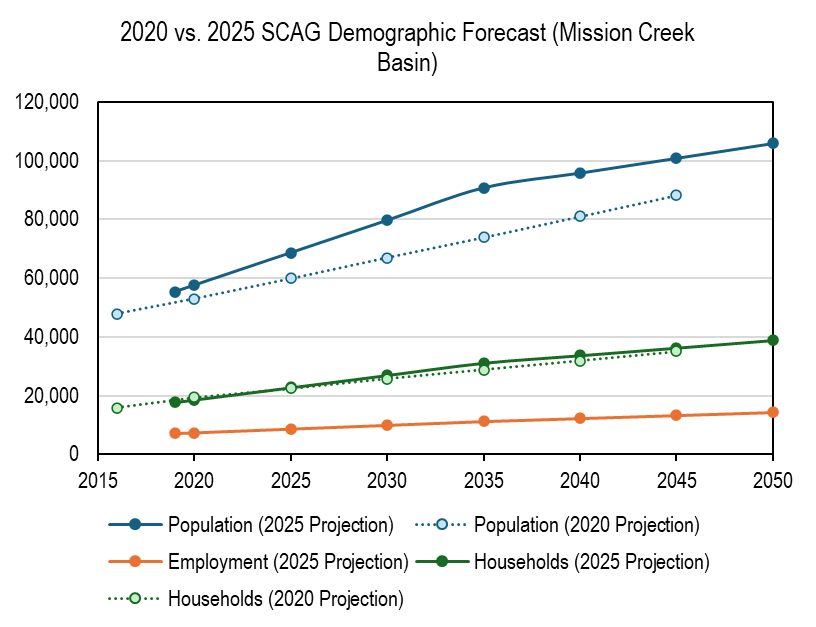 2020 vs. 2025 SCAG Demographic Forecast (Mission Creek
Basin)
120,000
100,000
80,000
60,000
40,000
20,000
0
2015 2020 2025 2030 2035 2040 2045 2050
Population (2025 Projection) Population (2020 Projection)
Employment (2025 Projection) Households (2025 Projection)
Households (2020 Projection)